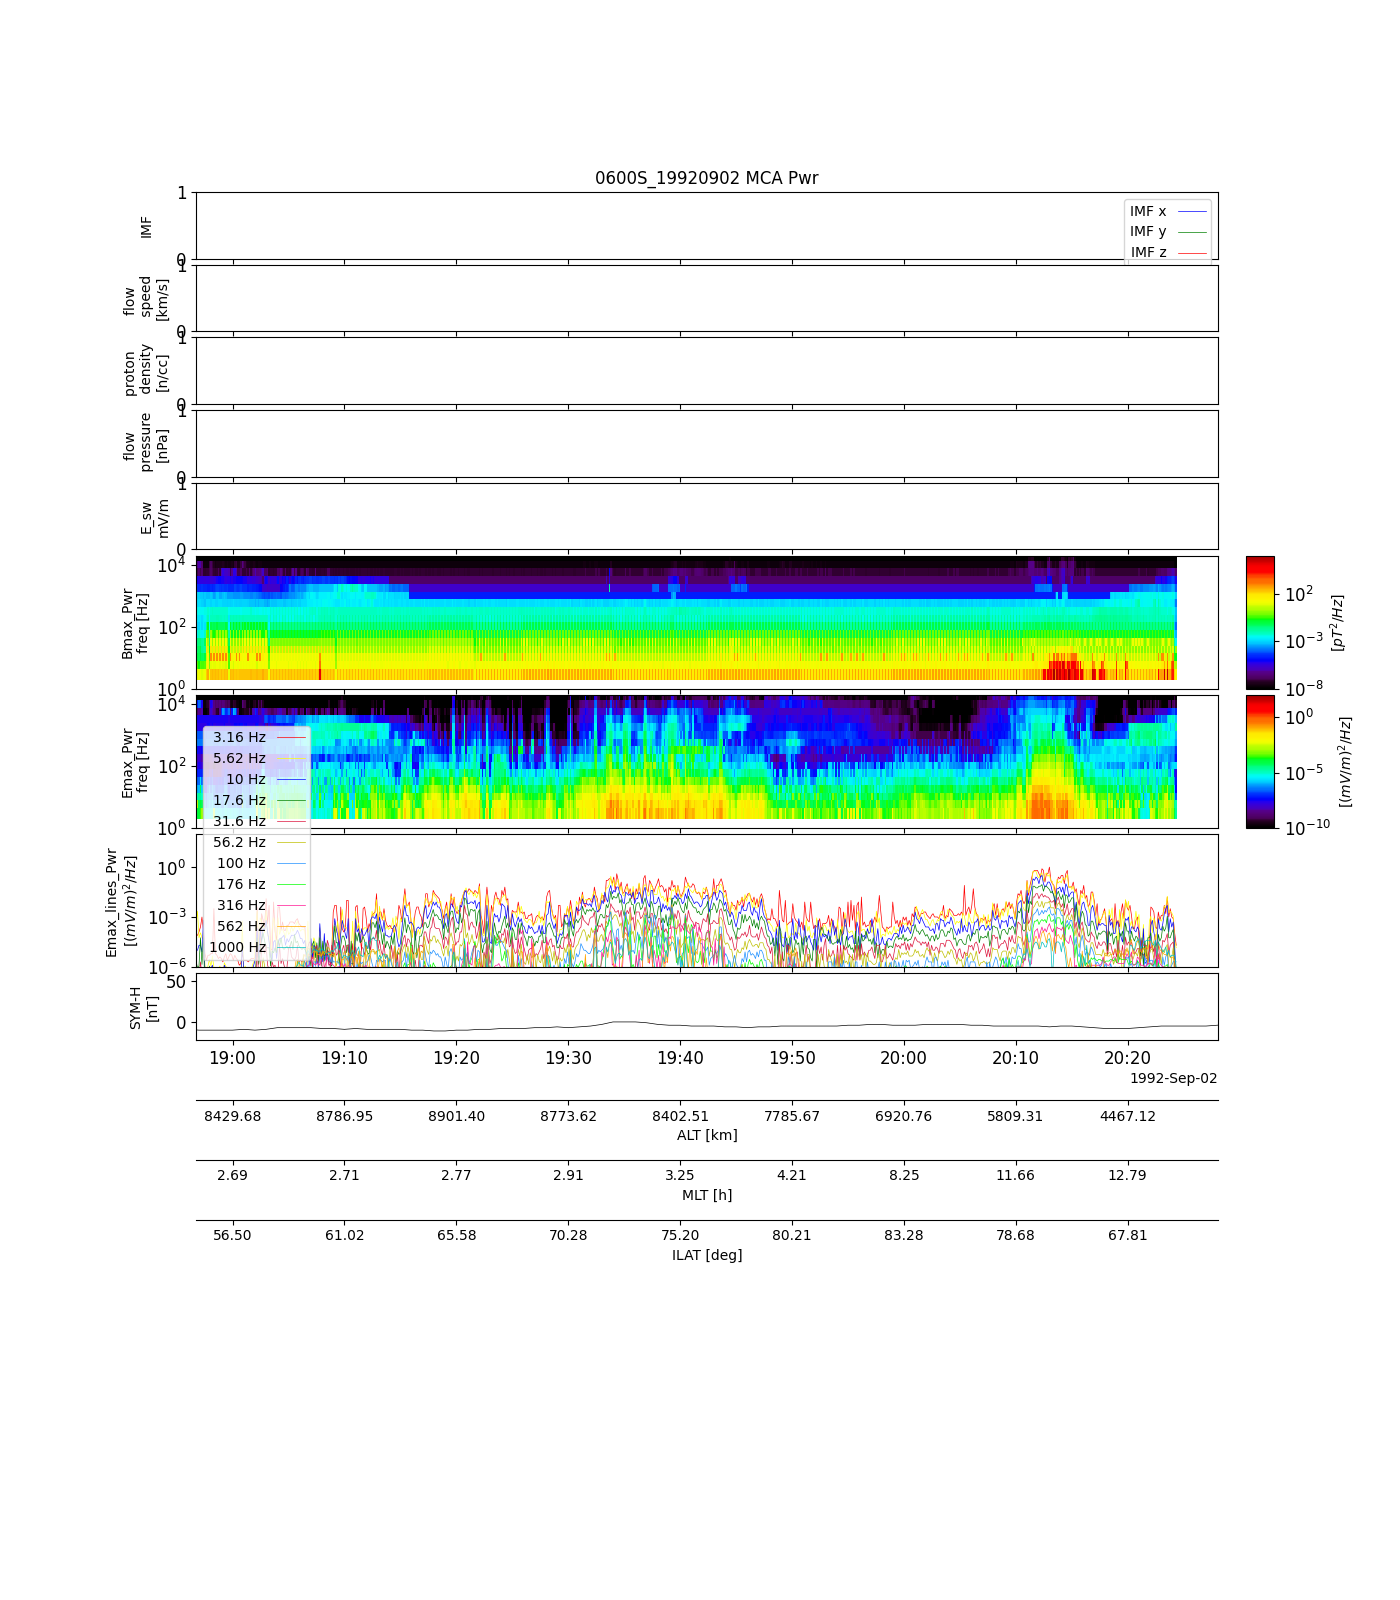 0600S_19920902 MCA Pwr
1
0
IMF
IMF x
IMF y
IMF z
1
0
flow
speed
[km/s]
1
0
proton
density
[n/cc]
1
0
flow
pressure
[nPa]
1
0
E_sw
mV/m
10^4
10^2
10^0
Bmax_Pwr
freq [Hz]
10^2
10^-3
10^-8
[pT^2/Hz]
10^4
10^2
10^0
Emax_Pwr
freq [Hz]
10^0
10^-5
10^-10
[(mV/m)^2/Hz]
3.16 Hz
5.62 Hz
10 Hz
17.6 Hz
31.6 Hz
56.2 Hz
100 Hz
176 Hz
316 Hz
562 Hz
1000 Hz
10^0
10^-3
10^-6
Emax_lines_Pwr
[(mV/m)^2/Hz]
50
0
SYM-H
[nT]
19:00 19:10 19:20 19:30 19:40 19:50 20:00 20:10 20:20
1992-Sep-02
8429.68 8786.95 8901.40 8773.62 8402.51 7785.67 6920.76 5809.31 4467.12
ALT [km]
2.69 2.71 2.77 2.91 3.25 4.21 8.25 11.66 12.79
MLT [h]
56.50 61.02 65.58 70.28 75.20 80.21 83.28 78.68 67.81
ILAT [deg]